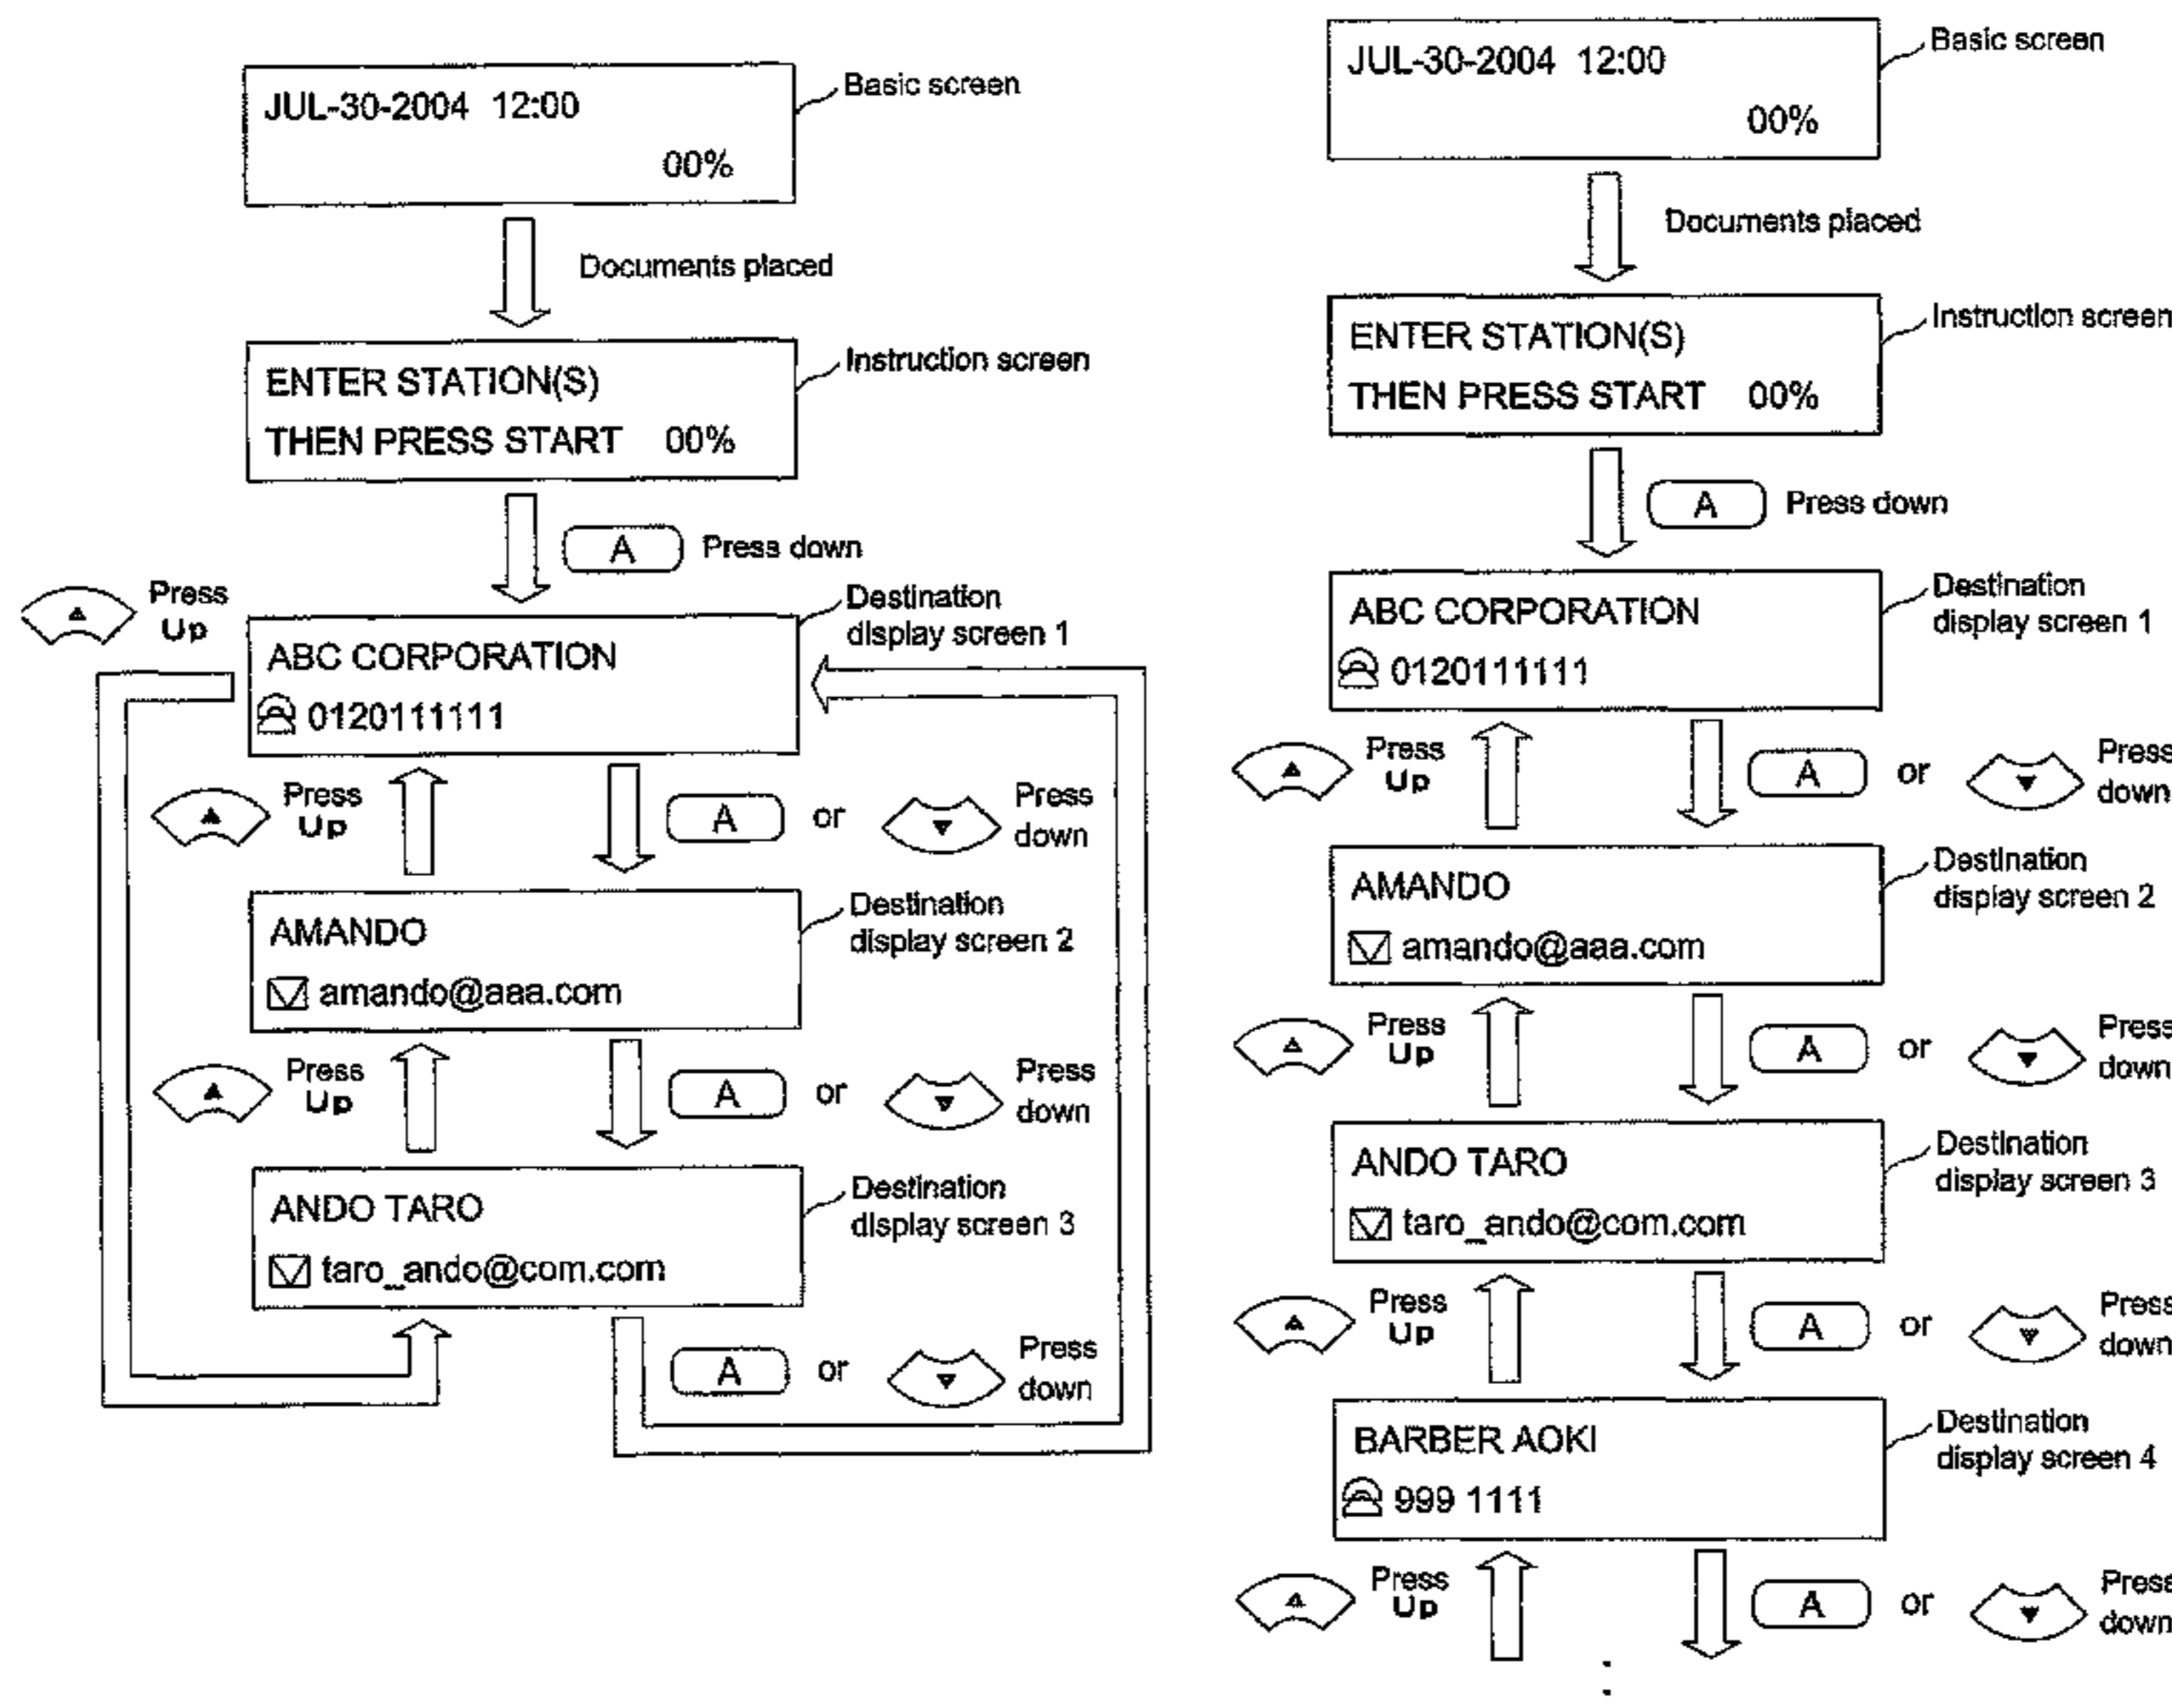 JUL-30-2004 12:00
00%
Basic screen
Documents placed
ENTER STATION(S)
THEN PRESS START 00%
Instruction screen
A Press down
Press
Up
ABC CORPORATION
0120111111
Destination
display screen 1
Press
Up
A or Press
down
AMANDO
amando@aaa.com
Destination
display screen 2
Press
Up
A or Press
down
ANDO TARO
taro_ando@com.com
Destination
display screen 3
A or Press
down
JUL-30-2004 12:00
00%
Basic screen
Documents placed
ENTER STATION(S)
THEN PRESS START 00%
Instruction screen
A Press down
ABC CORPORATION
0120111111
Destination
display screen 1
Press
Up
A or Press
down
AMANDO
amando@aaa.com
Destination
display screen 2
Press
Up
A or Press
down
ANDO TARO
taro_ando@com.com
Destination
display screen 3
Press
Up
A or Press
down
BARBER AOKI
999 1111
Destination
display screen 4
Press
Up
A or Press
down